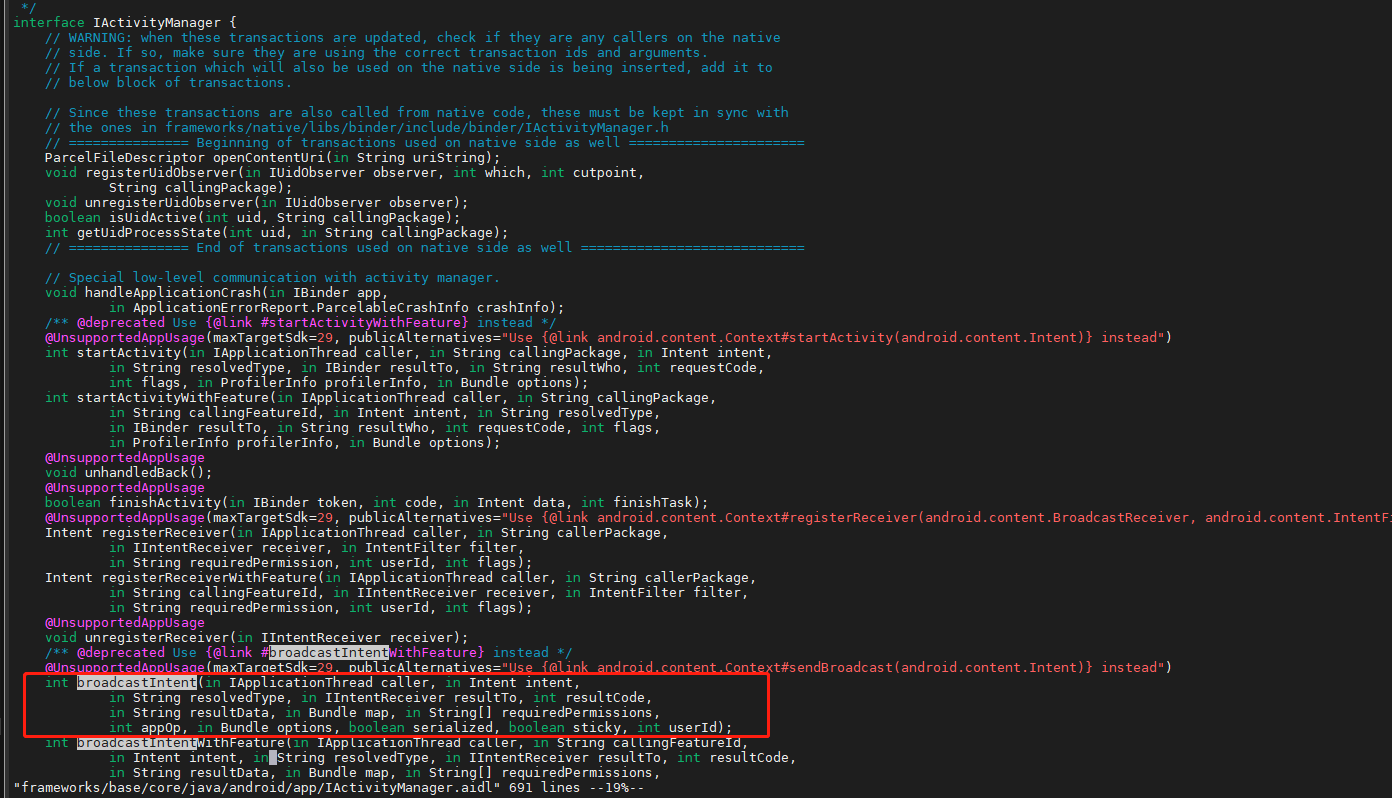 */
interface IActivityManager {
    // WARNING: when these transactions are updated, check if they are any callers on the native
    // side. If so, make sure they are using the correct transaction ids and arguments.
    // If a transaction which will also be used on the native side is being inserted, add it to
    // below block of transactions.

    // Since these transactions are also called from native code, these must be kept in sync with
    // the ones in frameworks/native/libs/binder/include/binder/IActivityManager.h
    // =============== Beginning of transactions used on native side as well ======================
    ParcelFileDescriptor openContentUri(in String uriString);
    void registerUidObserver(in IUidObserver observer, int which, int cutpoint,
            String callingPackage);
    void unregisterUidObserver(in IUidObserver observer);
    boolean isUidActive(int uid, String callingPackage);
    int getUidProcessState(int uid, in String callingPackage);
    // =============== End of transactions used on native side as well ============================

    // Special low-level communication with activity manager.
    void handleApplicationCrash(in IBinder app,
            in ApplicationErrorReport.ParcelableCrashInfo crashInfo);
    /** @deprecated Use {@link #startActivityWithFeature} instead */
    @UnsupportedAppUsage(maxTargetSdk=29, publicAlternatives="Use {@link android.content.Context#startActivity(android.content.Intent)} instead")
    int startActivity(in IApplicationThread caller, in String callingPackage, in Intent intent,
            in String resolvedType, in IBinder resultTo, in String resultWho, int requestCode,
            int flags, in ProfilerInfo profilerInfo, in Bundle options);
    int startActivityWithFeature(in IApplicationThread caller, in String callingPackage,
            in String callingFeatureId, in Intent intent, in String resolvedType,
            in IBinder resultTo, in String resultWho, int requestCode, int flags,
            in ProfilerInfo profilerInfo, in Bundle options);
    @UnsupportedAppUsage
    void unhandledBack();
    @UnsupportedAppUsage
    boolean finishActivity(in IBinder token, int code, in Intent data, int finishTask);
    @UnsupportedAppUsage(maxTargetSdk=29, publicAlternatives="Use {@link android.content.Context#registerReceiver(android.content.BroadcastReceiver, android.content.IntentFi
    Intent registerReceiver(in IApplicationThread caller, in String callerPackage,
            in IIntentReceiver receiver, in IntentFilter filter,
            in String requiredPermission, int userId, int flags);
    Intent registerReceiverWithFeature(in IApplicationThread caller, in String callerPackage,
            in String callingFeatureId, in IIntentReceiver receiver, in IntentFilter filter,
            in String requiredPermission, int userId, int flags);
    @UnsupportedAppUsage
    void unregisterReceiver(in IIntentReceiver receiver);
    /** @deprecated Use {@link #broadcastIntentWithFeature} instead */
    @UnsupportedAppUsage(maxTargetSdk=29, publicAlternatives="Use {@link android.content.Context#sendBroadcast(android.content.Intent)} instead")
    int broadcastIntent(in IApplicationThread caller, in Intent intent,
            in String resolvedType, in IIntentReceiver resultTo, int resultCode,
            in String resultData, in Bundle map, in String[] requiredPermissions,
            int appOp, in Bundle options, boolean serialized, boolean sticky, int userId);
    int broadcastIntentWithFeature(in IApplicationThread caller, in String callingFeatureId,
            in Intent intent, in String resolvedType, in IIntentReceiver resultTo, int resultCode,
            in String resultData, in Bundle map, in String[] requiredPermissions,
"frameworks/base/core/java/android/app/IActivityManager.aidl" 691 lines --19%--